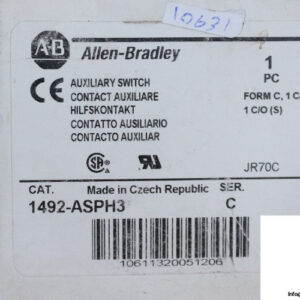 10631
AB Allen-Bradley
1
PC
CE
AUXILIARY SWITCH
CONTACT AUXILIARE
HILFSKONTAKT
CONTATTO AUSILIARIO
CONTACTO AUXILIAR
FORM C, 1 C/
1 C/O (S)
JR70C
CAT. Made in Czech Republic SER.
1492-ASPH3 C
10611320051206